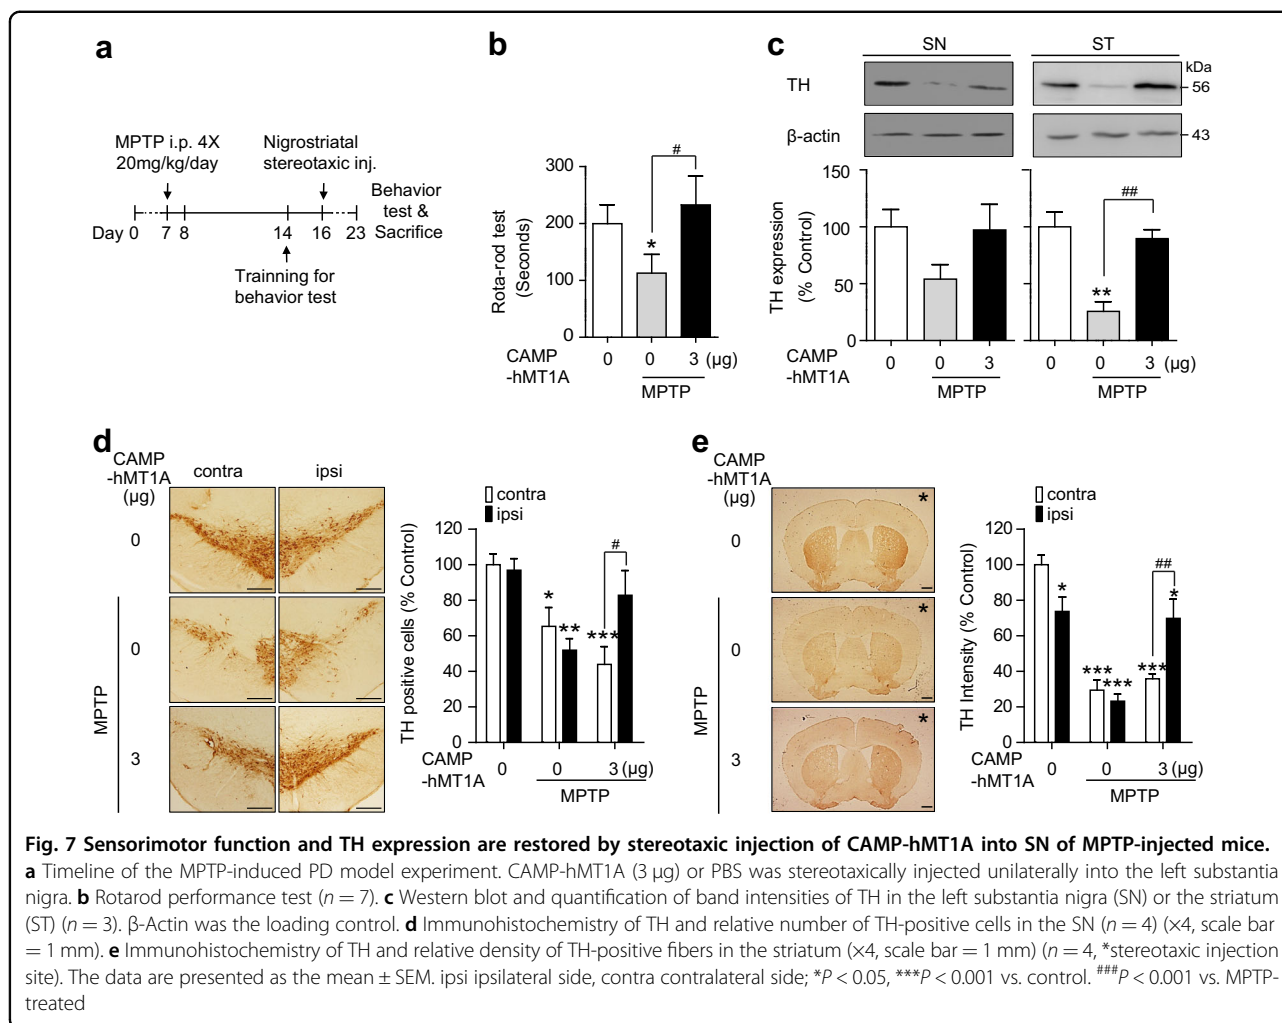 a
MPTP i.p. 4X
20mg/kg/day
Nigrostriatal
stereotaxic inj.
Behavior
test &
Sacrifice
Day 0 7 8 14 16 23
Trainning for
behavior test
b
Rota-rod test
(Seconds)
300
200
100
0
#
*
CAMP
-hMT1A
0 0 3 (µg)
MPTP
c
SN ST
kDa
TH
56
β-actin
43
TH expression
(% Control)
150
100
50
0
##
**
CAMP
-hMT1A
0 0 3 0 0 3 (µg)
MPTP MPTP
d
CAMP
-hMT1A
(µg)
contra ipsi
0
0
3
MPTP
contra
ipsi
TH positive cells (% Control)
120
100
80
60
40
20
0
#
*
**
***
CAMP
-hMT1A
0 0 3 (µg)
MPTP
e
CAMP
-hMT1A
(µg)
0
0
3
MPTP
*
*
*
contra
ipsi
TH Intensity (% Control)
120
100
80
60
40
20
0
##
*
***
***
***
*
CAMP
-hMT1A
0 0 3 (µg)
MPTP
Fig. 7 Sensorimotor function and TH expression are restored by stereotaxic injection of CAMP-hMT1A into SN of MPTP-injected mice.
a Timeline of the MPTP-induced PD model experiment. CAMP-hMT1A (3 µg) or PBS was stereotaxically injected unilaterally into the left substantia
nigra. b Rotarod performance test (n = 7). c Western blot and quantification of band intensities of TH in the left substantia nigra (SN) or the striatum
(ST) (n = 3). β-Actin was the loading control. d Immunohistochemistry of TH and relative number of TH-positive cells in the SN (n = 4) (×4, scale bar
= 1 mm). e Immunohistochemistry of TH and relative density of TH-positive fibers in the striatum (×4, scale bar = 1 mm) (n = 4, *stereotaxic injection
site). The data are presented as the mean ± SEM. ipsi ipsilateral side, contra contralateral side; *P < 0.05, ***P < 0.001 vs. control. ###P < 0.001 vs. MPTP-
treated